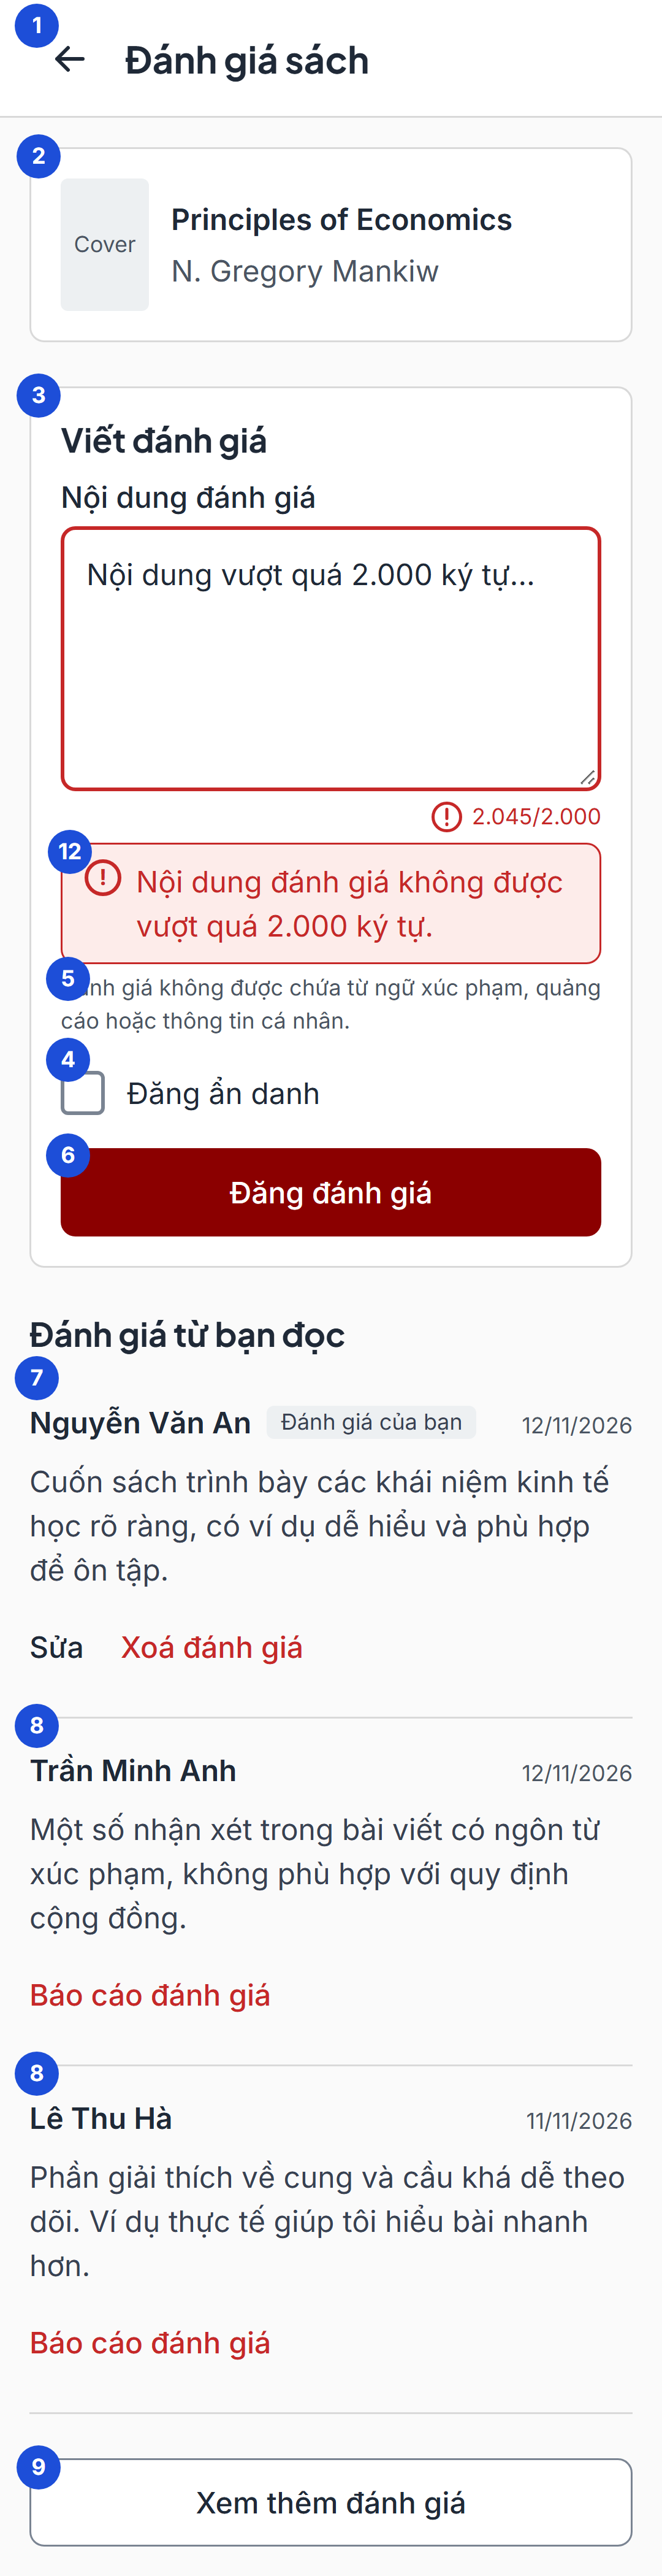 1
Đánh giá sách
2
Cover
Principles of Economics
N. Gregory Mankiw
3
Viết đánh giá
Nội dung đánh giá
Nội dung vượt quá 2.000 ký tự...
2.045/2.000
12
Nội dung đánh giá không được
vượt quá 2.000 ký tự.
5
ánh giá không được chứa từ ngữ xúc phạm, quảng
cáo hoặc thông tin cá nhân.
4
Đăng ẩn danh
6
Đăng đánh giá
Đánh giá từ bạn đọc
7
Nguyễn Văn An Đánh giá của bạn 12/11/2026
Cuốn sách trình bày các khái niệm kinh tế
học rõ ràng, có ví dụ dễ hiểu và phù hợp
để ôn tập.
Sửa Xoá đánh giá
8
Trần Minh Anh 12/11/2026
Một số nhận xét trong bài viết có ngôn từ
xúc phạm, không phù hợp với quy định
cộng đồng.
Báo cáo đánh giá
8
Lê Thu Hà 11/11/2026
Phần giải thích về cung và cầu khá dễ theo
dõi. Ví dụ thực tế giúp tôi hiểu bài nhanh
hơn.
Báo cáo đánh giá
9
Xem thêm đánh giá